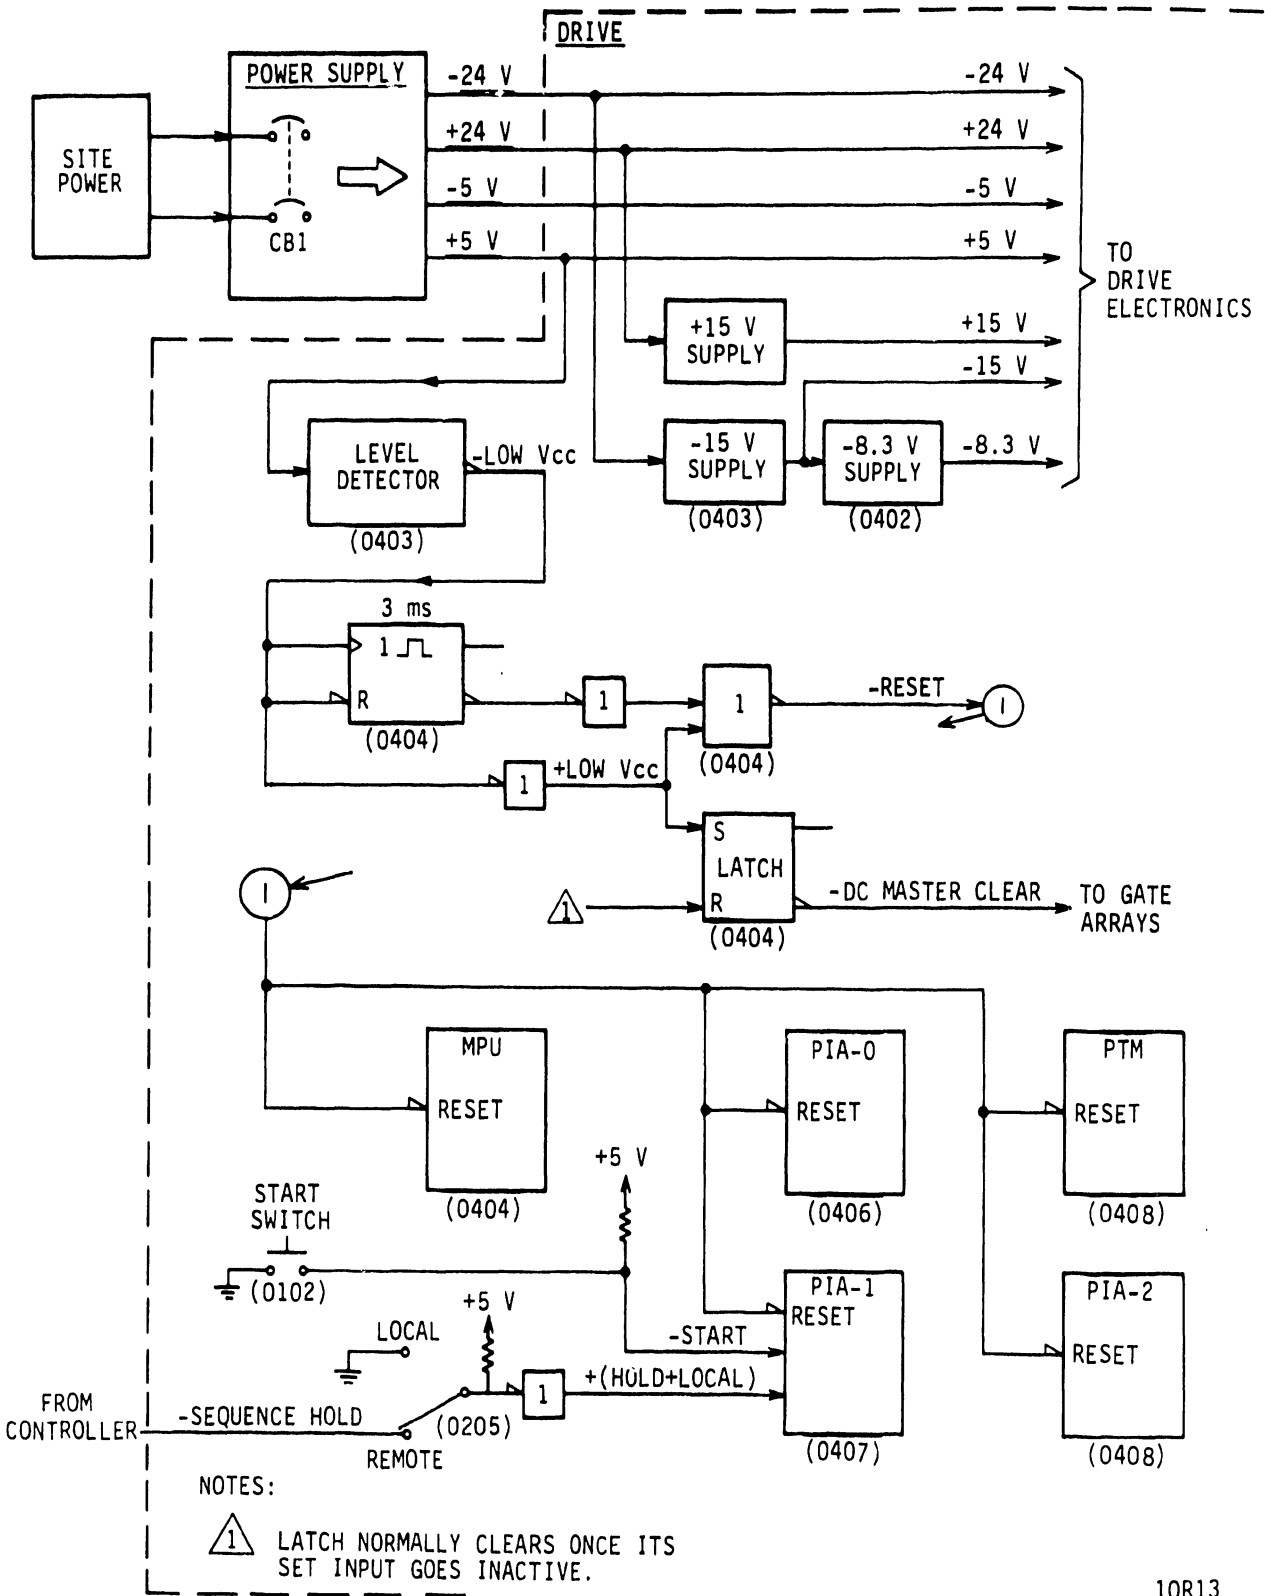 DRIVE
POWER SUPPLY
SITE
POWER
CB1
-24 V
+24 V
-5 V
+5 V
-24 V
+24 V
-5 V
+5 V
TO
DRIVE
ELECTRONICS
+15 V
SUPPLY
+15 V
-15 V
-15 V
SUPPLY
(0403)
-8.3 V
SUPPLY
(0402)
-8.3 V
LEVEL
DETECTOR
(0403)
-LOW Vcc
3 ms
1
R
(0404)
1
1
(0404)
-RESET
1
1
+LOW Vcc
S
LATCH
R
(0404)
1
-DC MASTER CLEAR
TO GATE
ARRAYS
1
MPU
RESET
(0404)
PIA-0
RESET
(0406)
PTM
RESET
(0408)
+5 V
START
SWITCH
(0102)
PIA-1
RESET
(0407)
PIA-2
RESET
(0408)
-START
+5 V
LOCAL
+(HOLD+LOCAL)
1
FROM
CONTROLLER
-SEQUENCE HOLD
(0205)
REMOTE
NOTES:
1 LATCH NORMALLY CLEARS ONCE ITS
SET INPUT GOES INACTIVE.
10R13